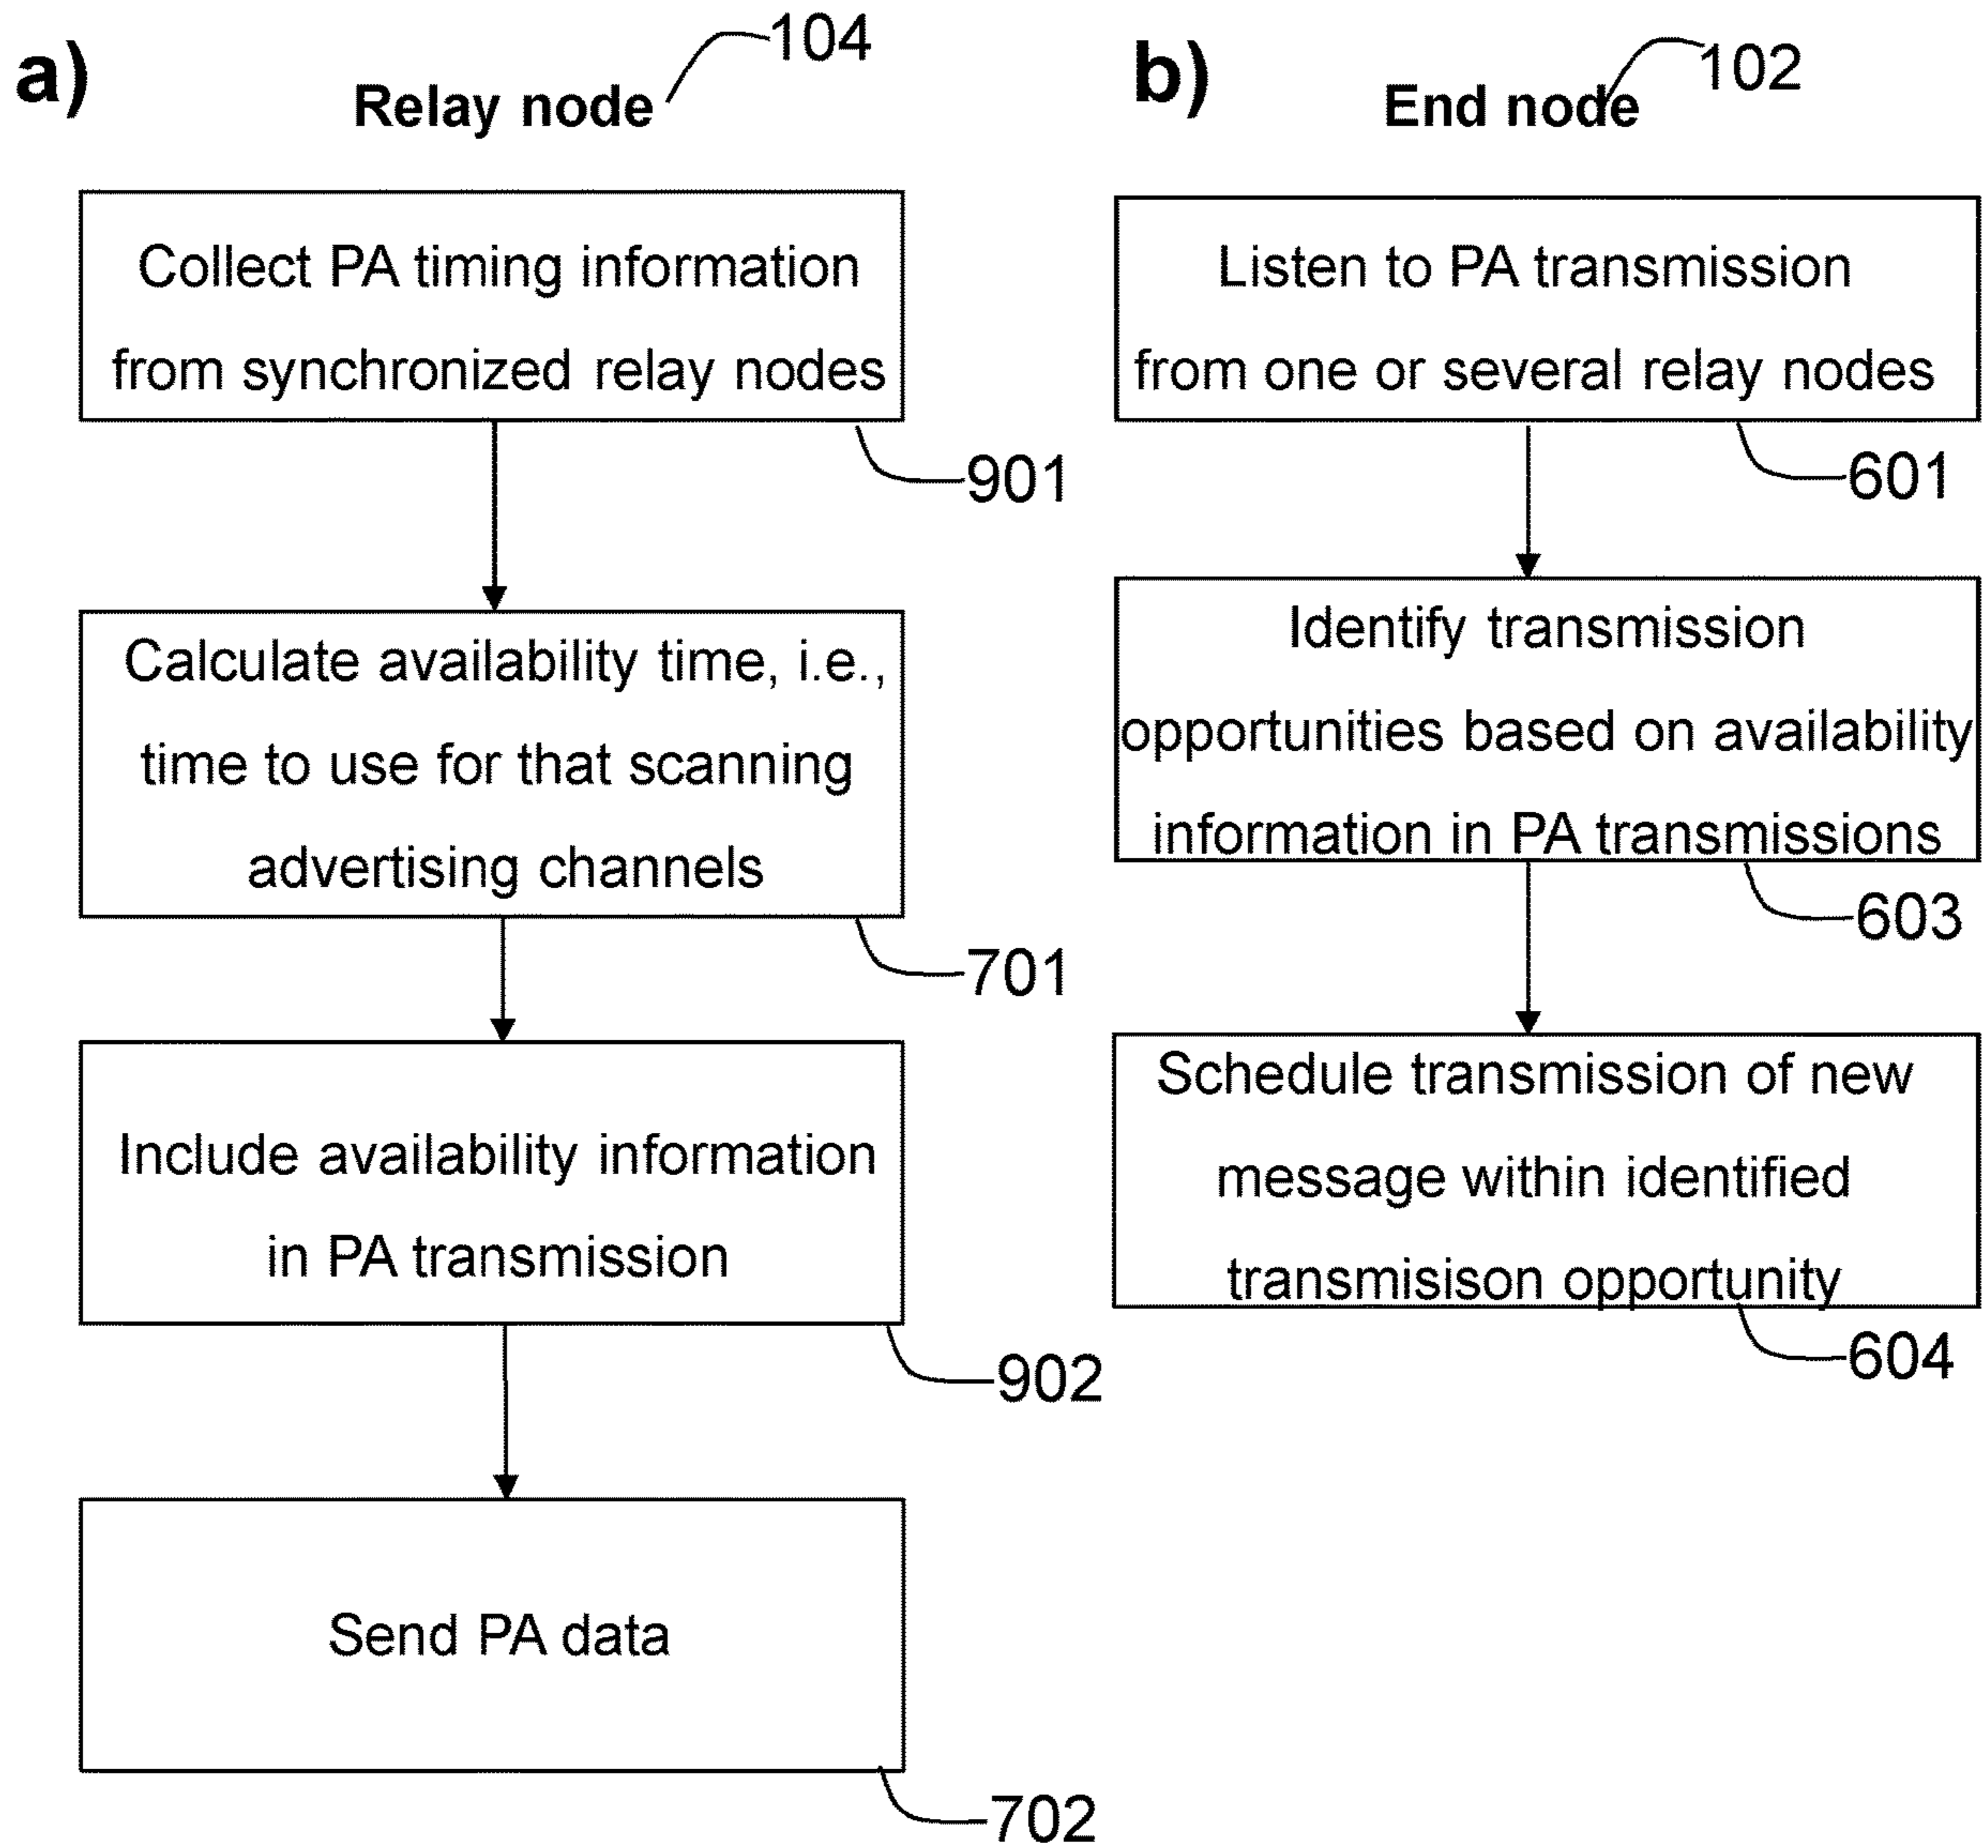 a)
104
Relay node
Collect PA timing information
from synchronized relay nodes
901
Calculate availability time, i.e.,
time to use for that scanning
advertising channels
701
Include availability information
in PA transmission
902
Send PA data
702
b)
102
End node
Listen to PA transmission
from one or several relay nodes
601
Identify transmission
opportunities based on availability
information in PA transmissions
603
Schedule transmission of new
message within identified
transmisison opportunity
604